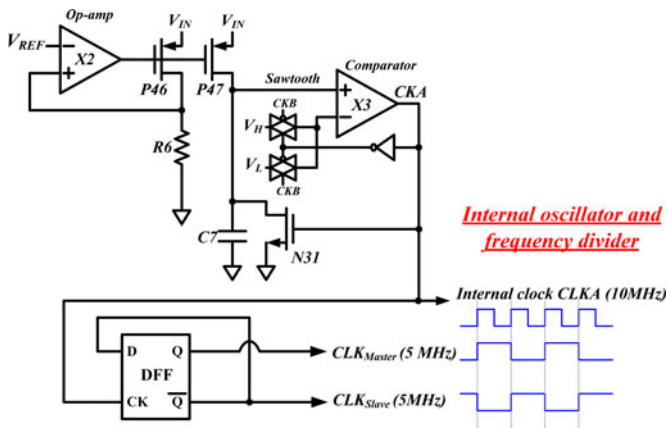 Op-amp
VIN
VIN
VREF
X2
Sawtooth
Comparator
P46
P47
CKB
X3
CKA
VH
R6
VL
CKB
Internal oscillator and
frequency divider
C7
N31
Internal clock CLKA (10MHz)
D
Q
CLKMaster (5 MHz)
DFF
CK
Q
CLKSlave (5MHz)